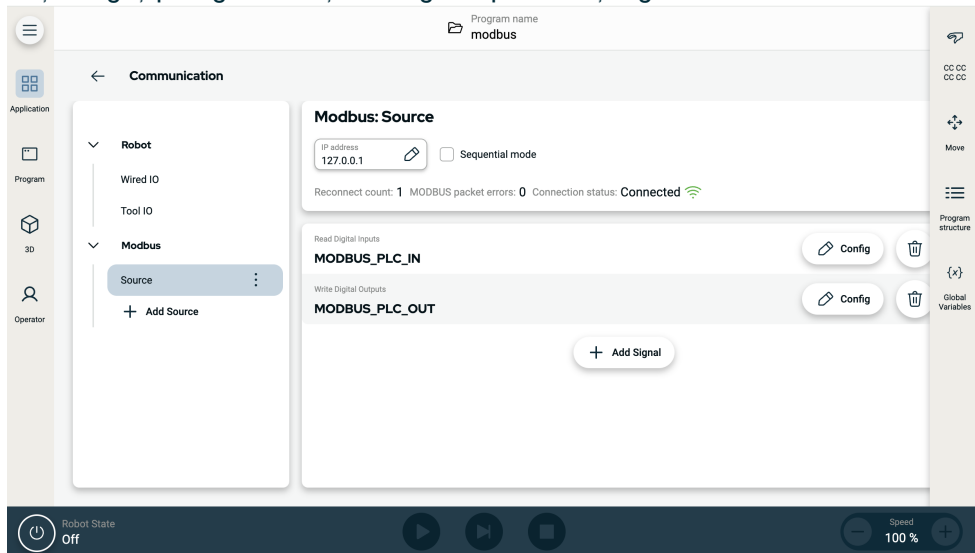 Program name
modbus
CC CC
CC CC
Application
Program
3D
Operator
Communication
Robot
Wired IO
Tool IO
Modbus
Source
Add Source
Modbus: Source
IP address
127.0.0.1
Sequential mode
Reconnect count: 1 MODBUS packet errors: 0 Connection status: Connected
Read Digital Inputs
MODBUS_PLC_IN
Config
Write Digital Outputs
MODBUS_PLC_OUT
Config
Add Signal
Move
Program
structure
{x}
Global
Variables
Robot State
Off
Speed
100 %